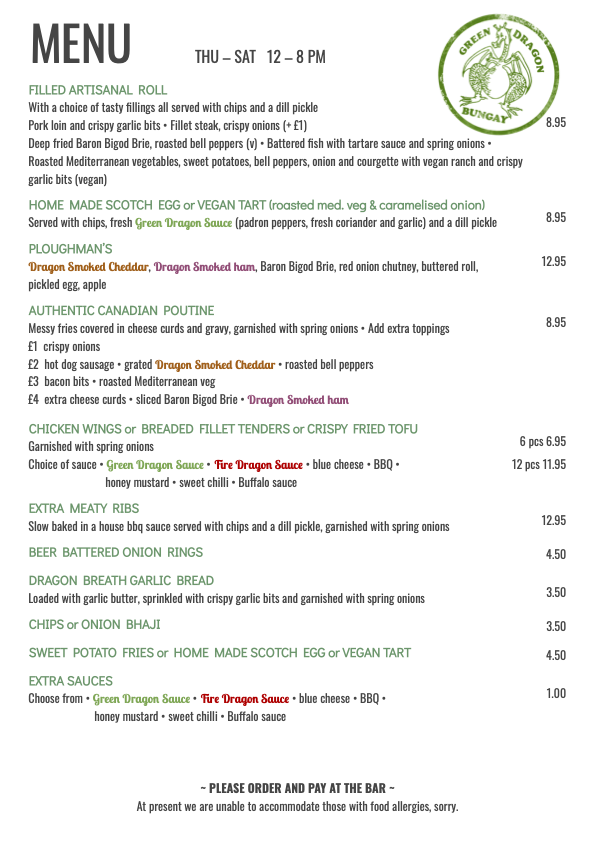 MENU
THU – SAT 12 – 8 PM
GREEN DRAGON
BUNGAY
FILLED ARTISANAL ROLL
With a choice of tasty fillings all served with chips and a dill pickle
Pork loin and crispy garlic bits • Fillet steak, crispy onions (+ £1) 8.95
Deep fried Baron Bigod Brie, roasted bell peppers (v) • Battered fish with tartare sauce and spring onions •
Roasted Mediterranean vegetables, sweet potatoes, bell peppers, onion and courgette with vegan ranch and crispy
garlic bits (vegan)
HOME MADE SCOTCH EGG or VEGAN TART (roasted med. veg & caramelised onion)
Served with chips, fresh Green Dragon Sauce (padron peppers, fresh coriander and garlic) and a dill pickle 8.95
PLOUGHMAN'S
Dragon Smoked Cheddar, Dragon Smoked ham, Baron Bigod Brie, red onion chutney, buttered roll, 12.95
pickled egg, apple
AUTHENTIC CANADIAN POUTINE
Messy fries covered in cheese curds and gravy, garnished with spring onions • Add extra toppings 8.95
£1 crispy onions
£2 hot dog sausage • grated Dragon Smoked Cheddar • roasted bell peppers
£3 bacon bits • roasted Mediterranean veg
£4 extra cheese curds • sliced Baron Bigod Brie • Dragon Smoked ham
CHICKEN WINGS or BREADED FILLET TENDERS or CRISPY FRIED TOFU
Garnished with spring onions 6 pcs 6.95
Choice of sauce • Green Dragon Sauce • Fire Dragon Sauce • blue cheese • BBQ • 12 pcs 11.95
honey mustard • sweet chilli • Buffalo sauce
EXTRA MEATY RIBS
Slow baked in a house bbq sauce served with chips and a dill pickle, garnished with spring onions 12.95
BEER BATTERED ONION RINGS 4.50
DRAGON BREATH GARLIC BREAD
Loaded with garlic butter, sprinkled with crispy garlic bits and garnished with spring onions 3.50
CHIPS or ONION BHAJI 3.50
SWEET POTATO FRIES or HOME MADE SCOTCH EGG or VEGAN TART 4.50
EXTRA SAUCES
Choose from • Green Dragon Sauce • Fire Dragon Sauce • blue cheese • BBQ • 1.00
honey mustard • sweet chilli • Buffalo sauce
~ PLEASE ORDER AND PAY AT THE BAR ~
At present we are unable to accommodate those with food allergies, sorry.